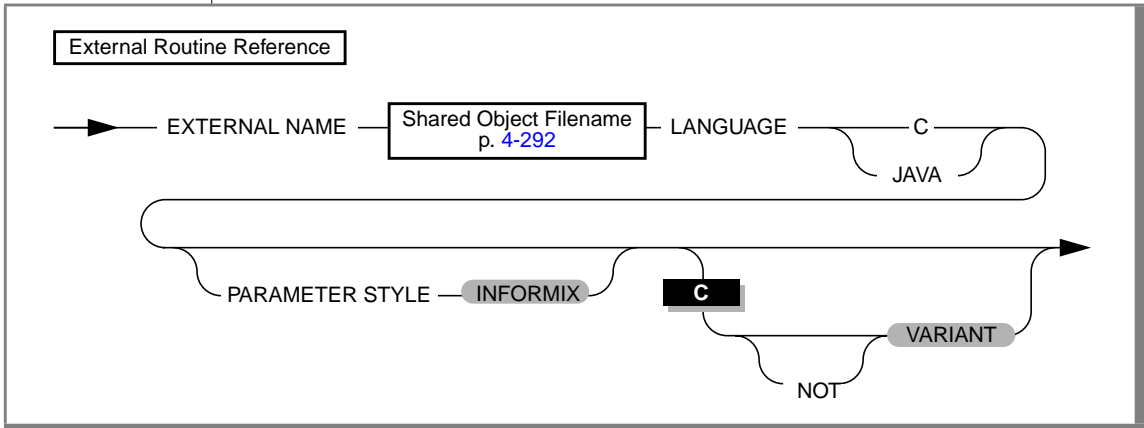 External Routine Reference
EXTERNAL NAME
Shared Object Filename
p. 4-292
LANGUAGE
C
JAVA
PARAMETER STYLE
INFORMIX
C
VARIANT
NOT